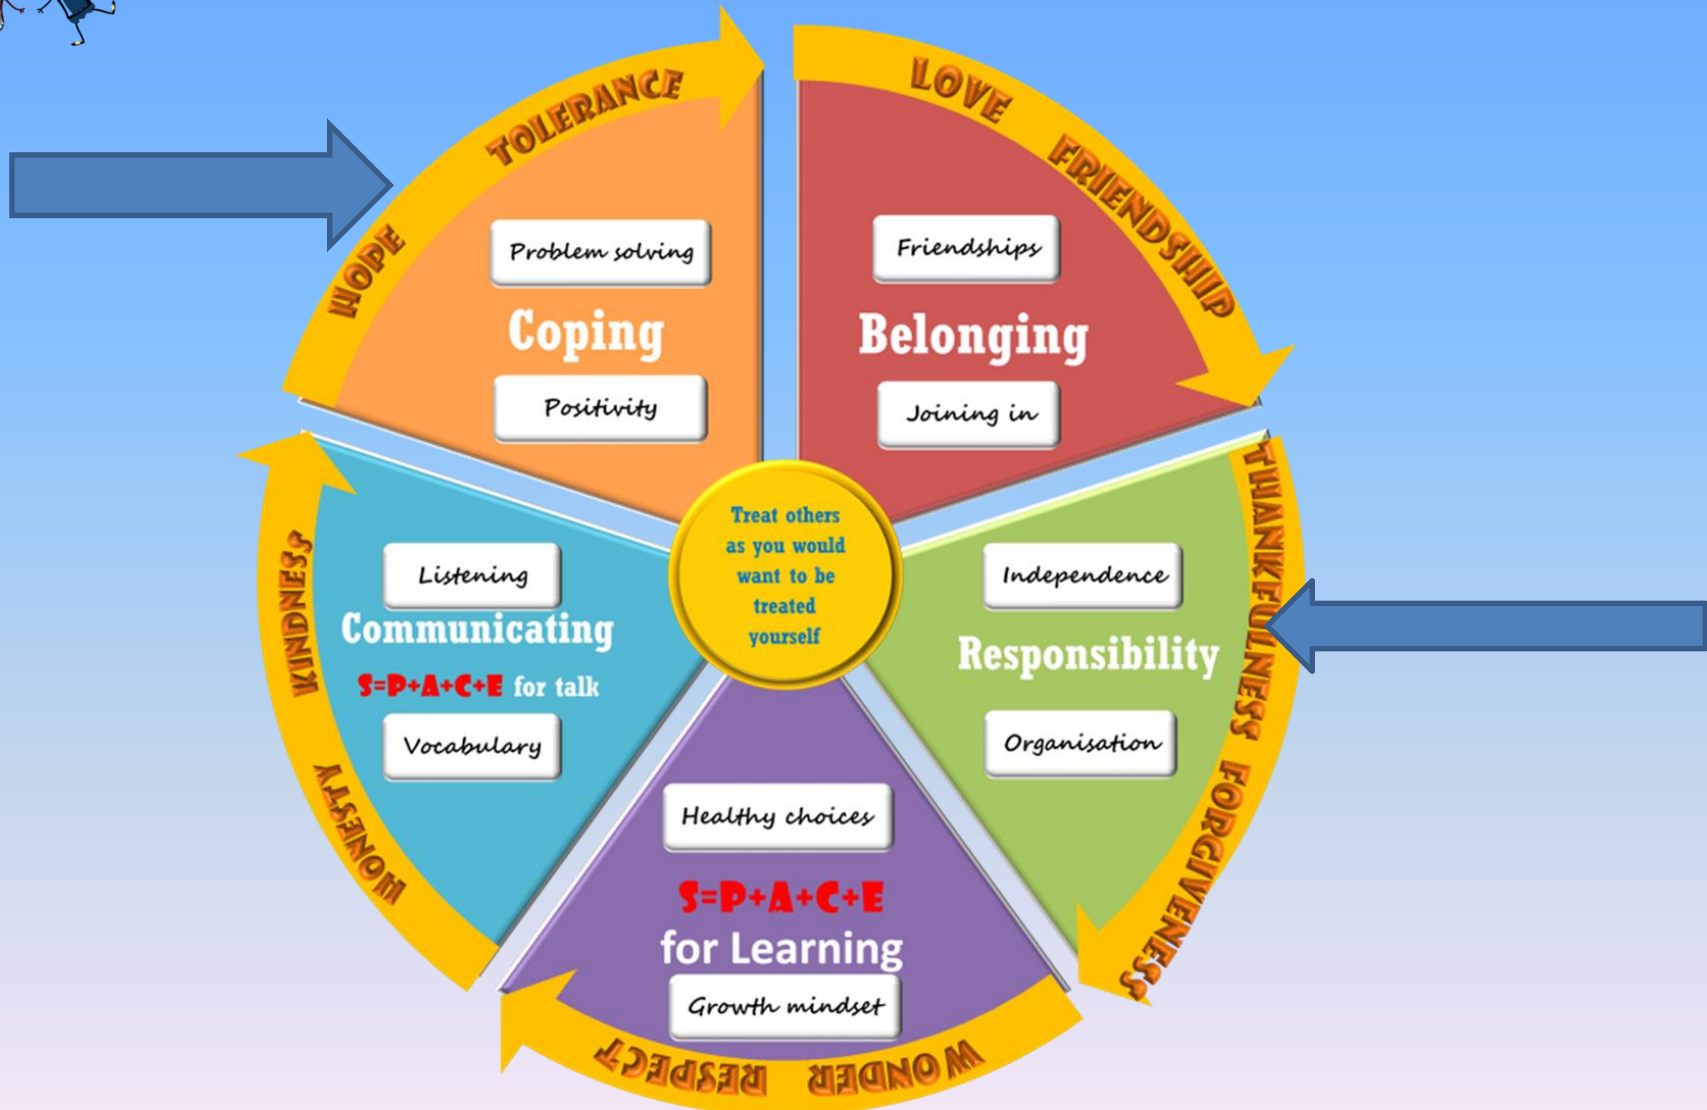 HOPE TOLERANCE
Problem solving
Coping
Positivity
LOVE FRIENDSHIP
Friendships
Belonging
Joining in
THANKFULNESS FORGIVENESS
Independence
Responsibility
Organisation
WONDER RESPECT
Healthy choices
S=P+A+C+E
for Learning
Growth mindset
HONESTY KINDNESS
Listening
Communicating
S=P+A+C+E for talk
Vocabulary
Treat others
as you would
want to be
treated
yourself